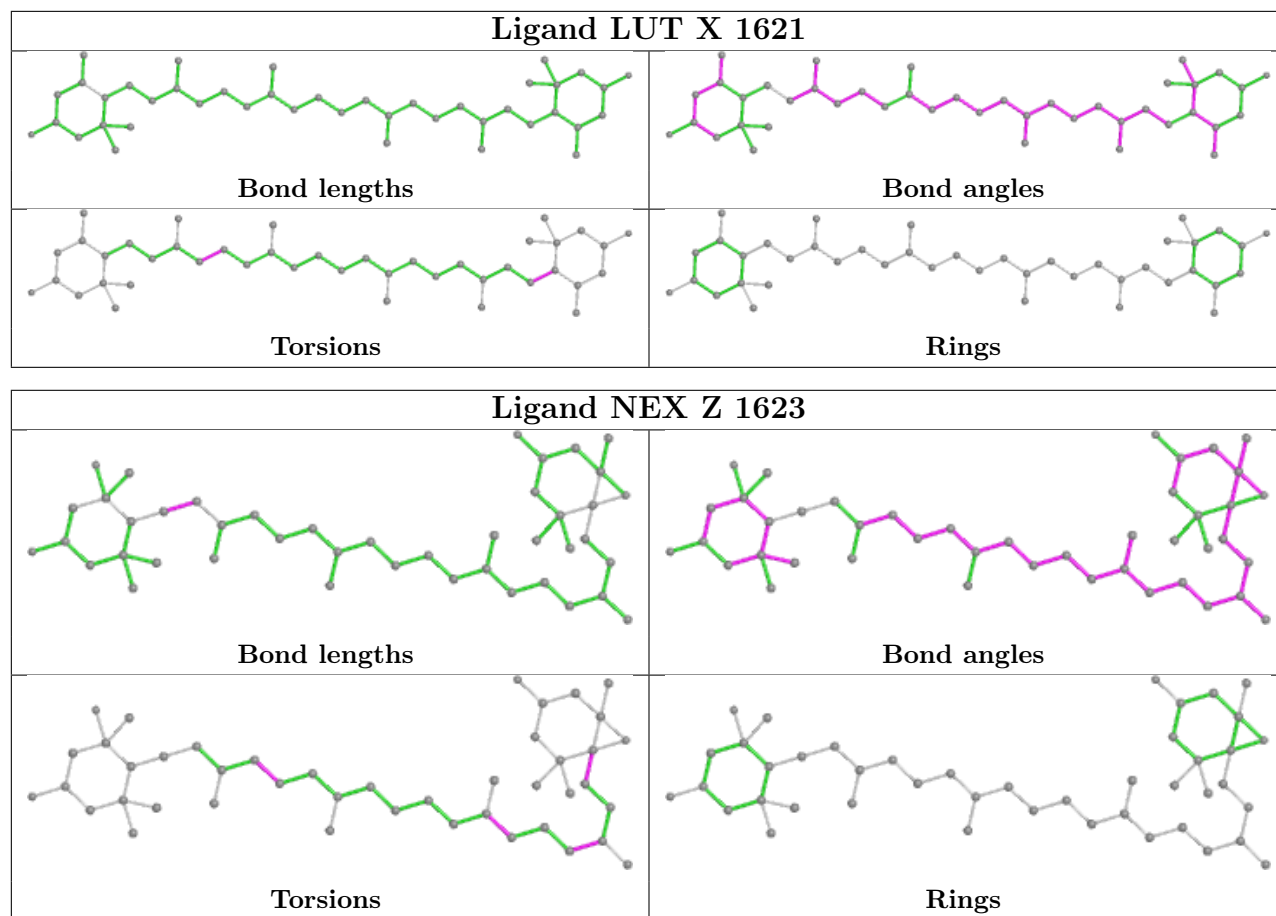 Ligand LUT X 1621
Bond lengths
Bond angles
Torsions
Rings
Ligand NEX Z 1623
Bond lengths
Bond angles
Torsions
Rings